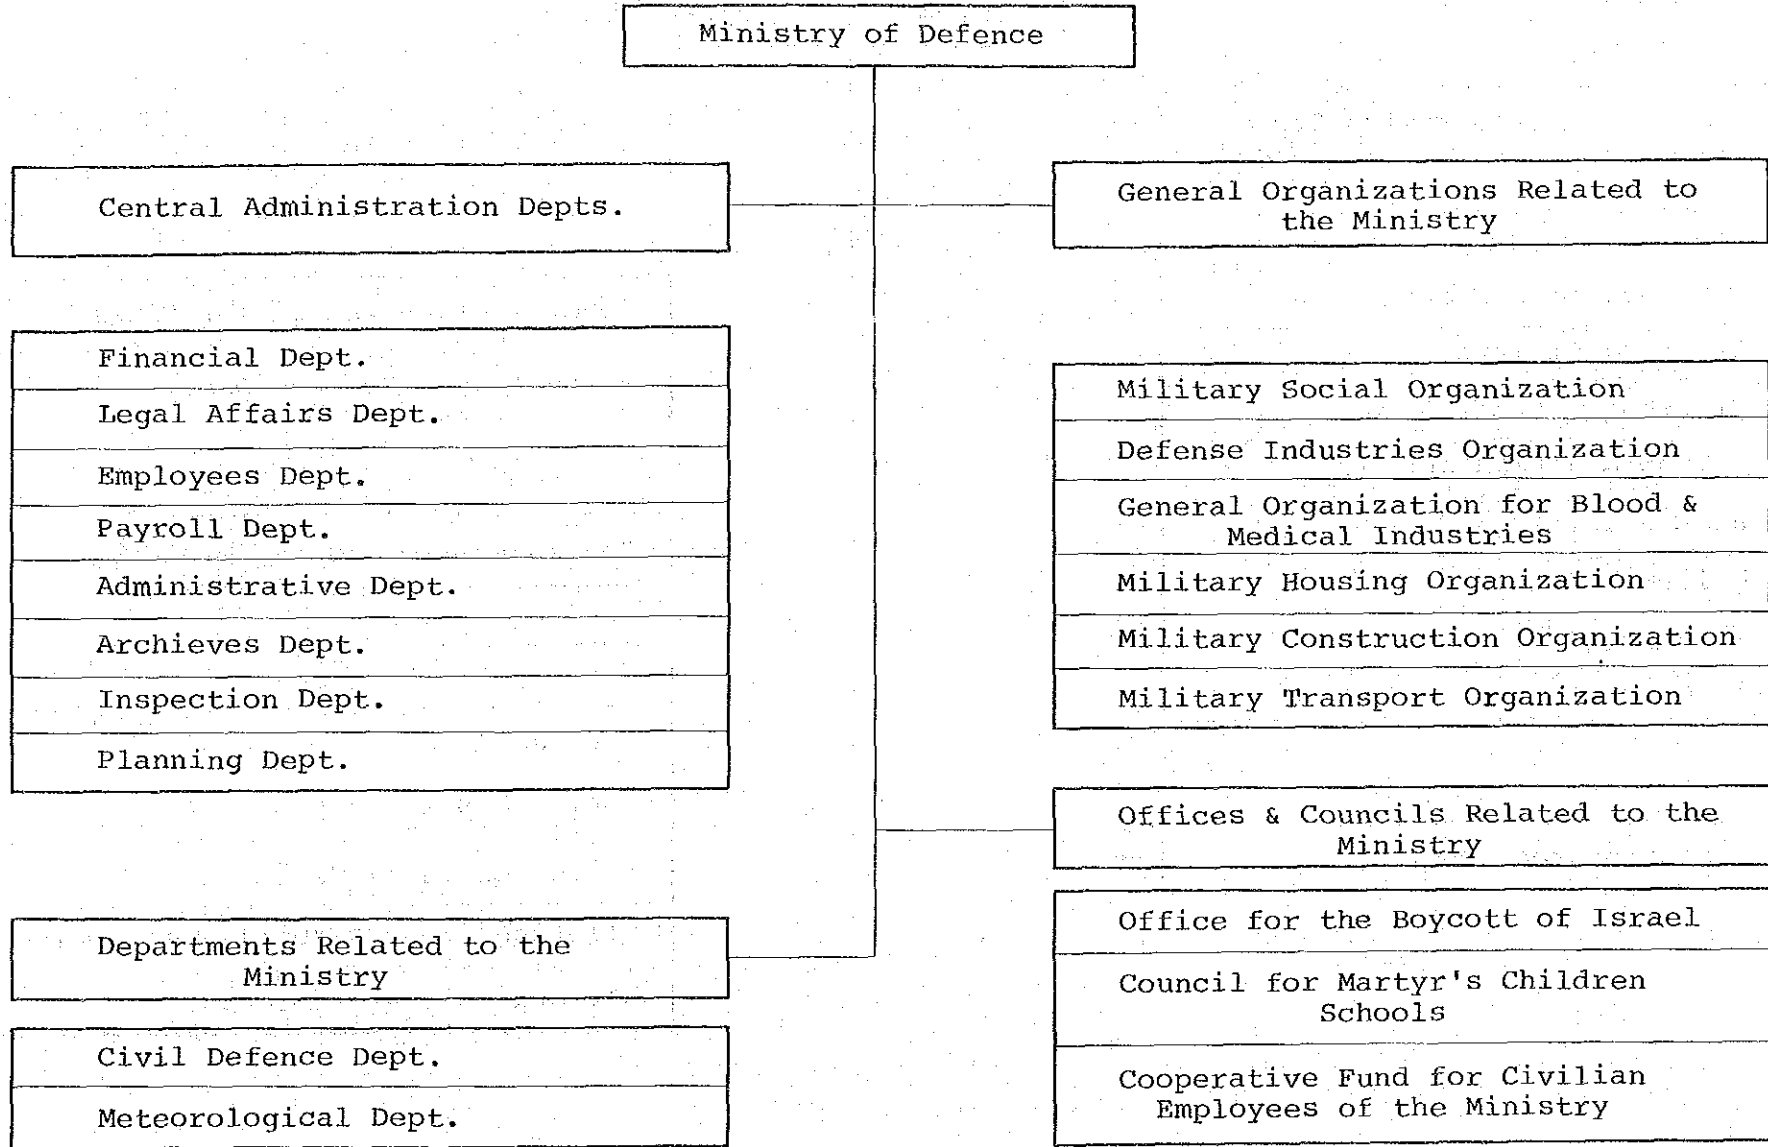 Ministry of Defence
Central Administration Depts.
Financial Dept.
Legal Affairs Dept.
Employees Dept.
Payroll Dept.
Administrative Dept.
Archieves Dept.
Inspection Dept.
Planning Dept.
Departments Related to the
Ministry
Civil Defence Dept.
Meteorological Dept.
General Organizations Related to
the Ministry
Military Social Organization
Defense Industries Organization
General Organization for Blood &
Medical Industries
Military Housing Organization
Military Construction Organization
Military Transport Organization
Offices & Councils Related to the
Ministry
Office for the Boycott of Israel
Council for Martyr's Children
Schools
Cooperative Fund for Civilian
Employees of the Ministry